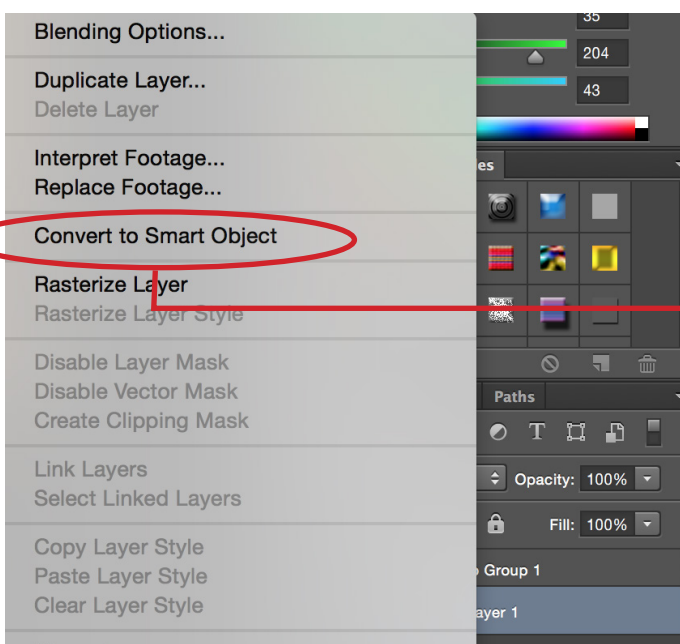 Blending Options...
Duplicate Layer...
Delete Layer
Interpret Footage...
Replace Footage...
Convert to Smart Object
Rasterize Layer
Rasterize Layer Style
Disable Layer Mask
Disable Vector Mask
Create Clipping Mask
Link Layers
Select Linked Layers
Copy Layer Style
Paste Layer Style
Clear Layer Style
35
204
43
es
Paths
T
Opacity: 100%
Fill: 100%
Group 1
ayer 1